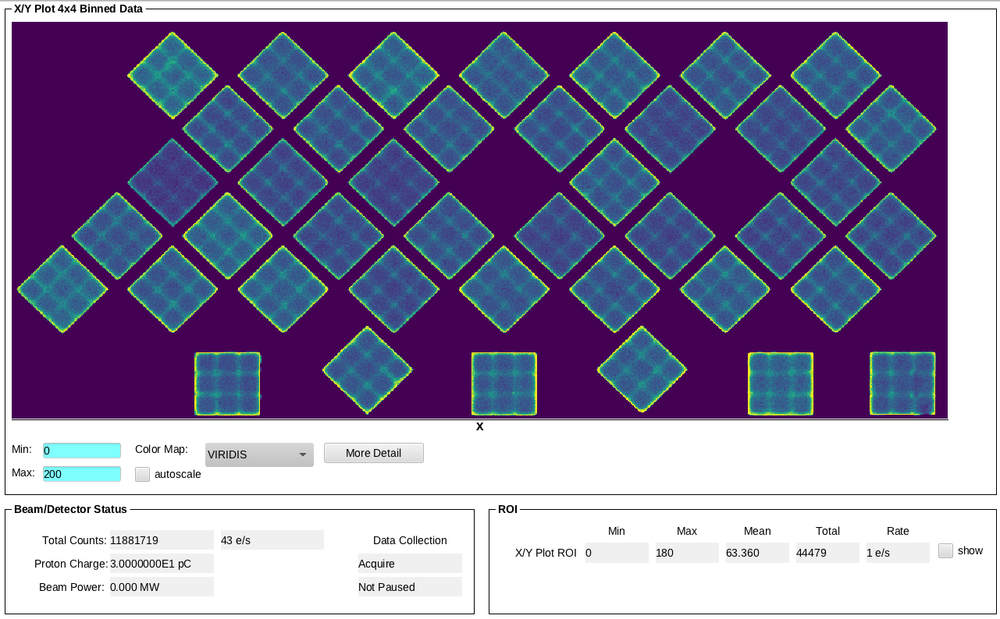 X/Y Plot 4x4 Binned Data
X
Min: 0 Color Map: VIRIDIS More Detail
Max: 200 autoscale
Beam/Detector Status
Total Counts: 11881719 43 e/s Data Collection
Proton Charge: 3.0000000E1 pC Acquire
Beam Power: 0.000 MW Not Paused
ROI
Min Max Mean Total Rate
X/Y Plot ROI 0 180 63.360 44479 1 e/s show